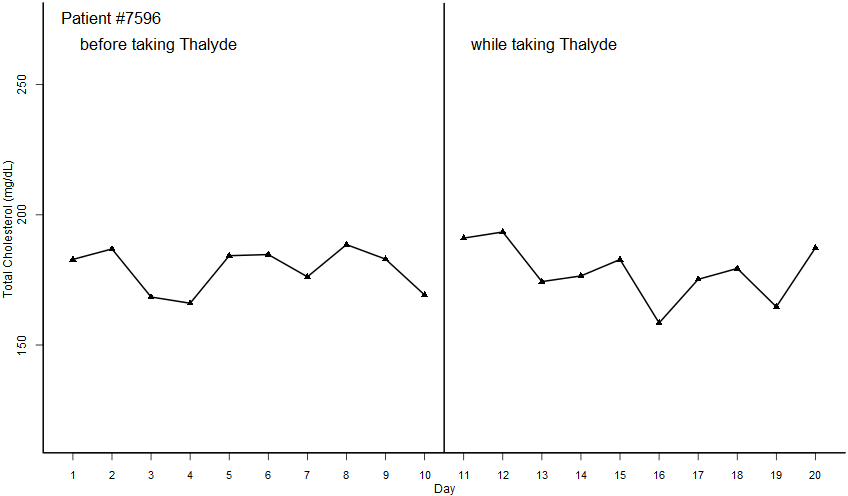 Patient #7596
before taking Thalyde
while taking Thalyde
Total Cholesterol (mg/dL)
250
200
150
1 2 3 4 5 6 7 8 9 10 11 12 13 14 15 16 17 18 19 20
Day